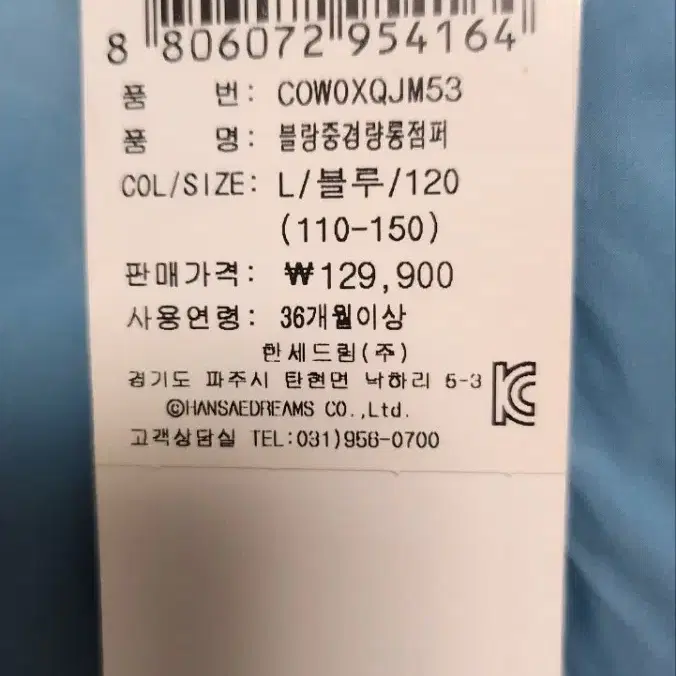 8 806072 954164
품 번: COWOXQJM53
품 명: 블랑중경량롱점퍼
COL/SIZE: L/블루/120
(110-150)
판매가격: ₩129,900
사용연령: 36개월이상
한세드림(주)
경기도 파주시 탄현면 낙하리 5-3
©HANSAEDREAMS CO.,Ltd.
고객상담실 TEL:031)956-0700